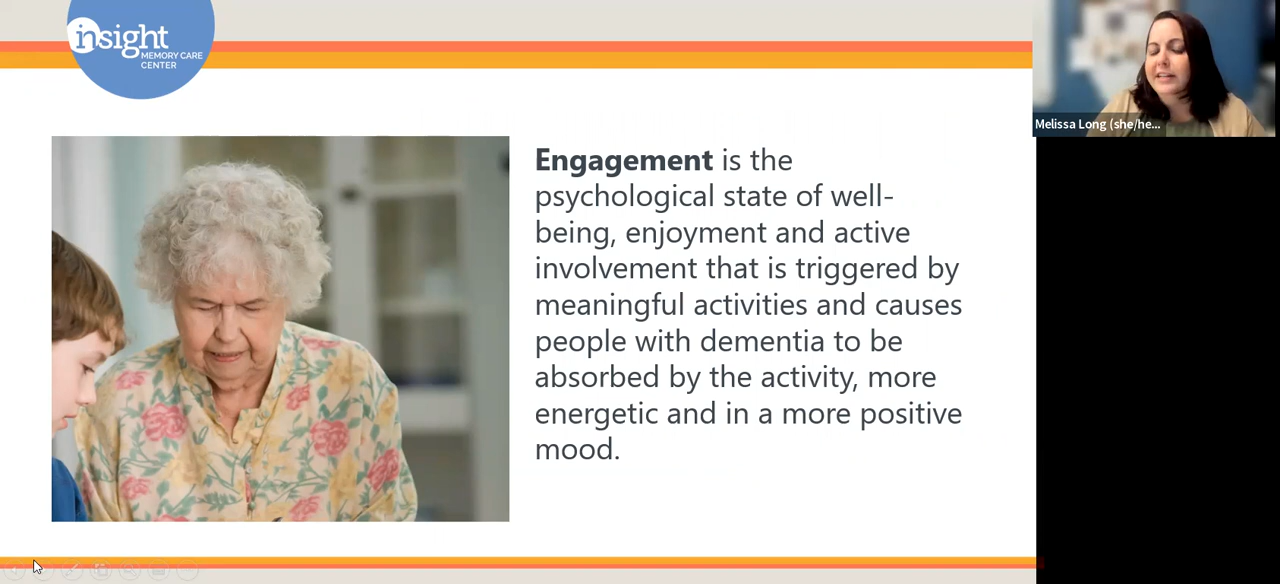 insight
MEMORY CARE
CENTER
Melissa Long (she/he...
Engagement is the
psychological state of well-
being, enjoyment and active
involvement that is triggered by
meaningful activities and causes
people with dementia to be
absorbed by the activity, more
energetic and in a more positive
mood.